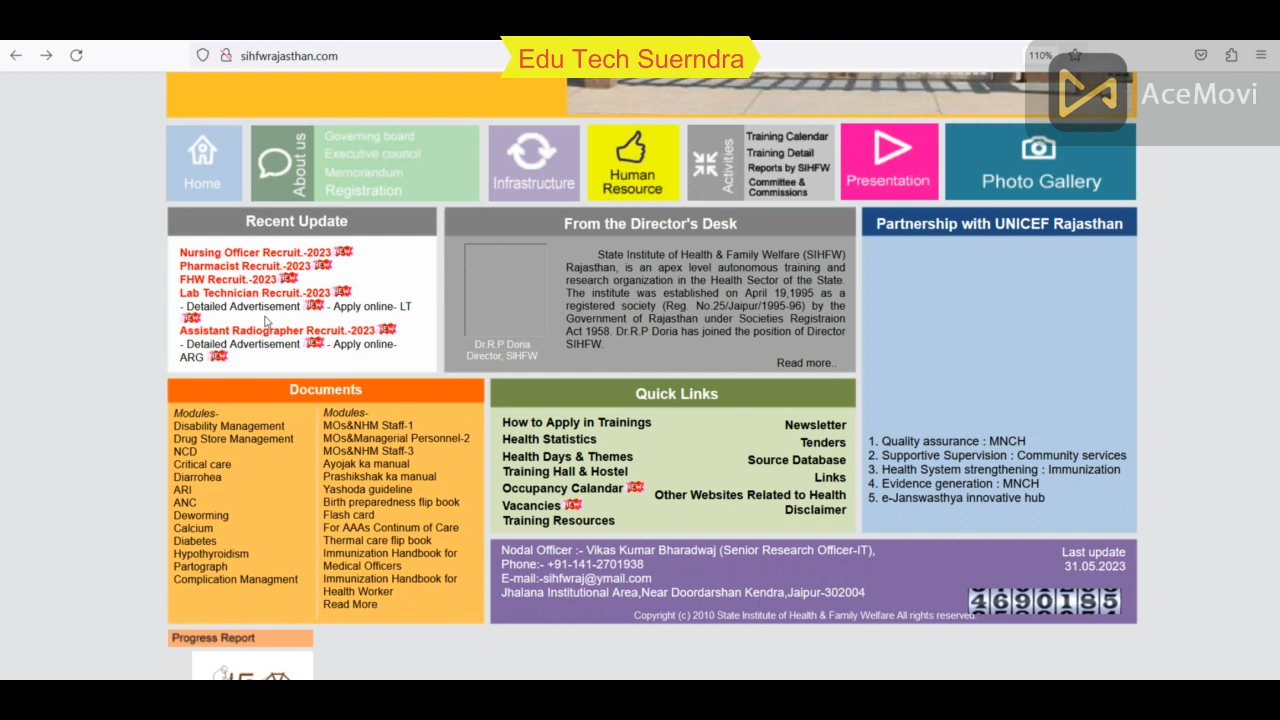 sihfwrajasthan.com
Edu Tech Suerndra
110%
AceMovi
Home
About us
Governing board
Executive council
Memorandum
Registration
Infrastructure
Human
Resource
Activities
Training Calendar
Training Detail
Reports by SIHFW
Committee &
Commissions
Presentation
Photo Gallery
Recent Update
Nursing Officer Recruit.-2023 NEW
Pharmacist Recruit.-2023 NEW
FHW Recruit.-2023 NEW
Lab Technician Recruit.-2023 NEW
- Detailed Advertisement NEW - Apply online- LT
NEW
Assistant Radiographer Recruit.-2023 NEW
- Detailed Advertisement NEW - Apply online-
ARG NEW
From the Director's Desk
State Institute of Health & Family Welfare (SIHFW)
Rajasthan, is an apex level autonomous training and
research organization in the Health Sector of the State.
The institute was established on April 19,1995 as a
registered society (Reg. No.25/Jaipur/1995-96) by the
Government of Rajasthan under Societies Registraion
Act 1958. Dr.R.P Doria has joined the position of Director
SIHFW.
Dr.R.P Doria
Director, SIHFW
Read more..
Partnership with UNICEF Rajasthan
1. Quality assurance : MNCH
2. Supportive Supervision : Community services
3. Health System strengthening : Immunization
4. Evidence generation : MNCH
5. e-Janswasthya innovative hub
Documents
Modules-
Disability Management
Drug Store Management
NCD
Critical care
Diarrohea
ARI
ANC
Deworming
Calcium
Diabetes
Hypothyroidism
Partograph
Complication Managment
Modules-
MOs&NHM Staff-1
MOs&Managerial Personnel-2
MOs&NHM Staff-3
Ayojak ka manual
Prashikshak ka manual
Yashoda guideline
Birth preparedness flip book
Flash card
For AAAs Continum of Care
Thermal care flip book
Immunization Handbook for
Medical Officers
Immunization Handbook for
Health Worker
Read More
Quick Links
How to Apply in Trainings
Health Statistics
Health Days & Themes
Training Hall & Hostel
Occupancy Calandar NEW
Vacancies NEW
Training Resources
Newsletter
Tenders
Source Database
Links
Other Websites Related to Health
Disclaimer
Nodal Officer :- Vikas Kumar Bharadwaj (Senior Research Officer-IT),
Phone:- +91-141-2701938
E-mail:-sihfwraj@ymail.com
Jhalana Institutional Area,Near Doordarshan Kendra,Jaipur-302004
Last update
31.05.2023
4690185
Copyright (c) 2010 State Institute of Health & Family Welfare All rights reserved.
Progress Report